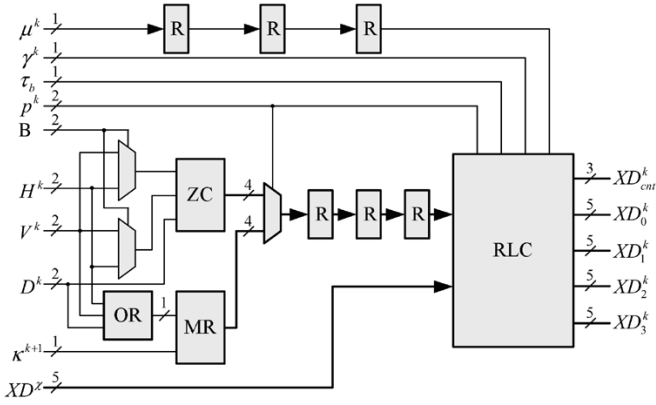 μ^k 1 R R R
γ^k 1
τ_b 1
p^k 2
B 2
H^k 2 ZC 4 3 XD^k_cnt
V^k 2 4 R R R 5 XD^k_0
RLC 5 XD^k_1
D^k 2 5 XD^k_2
OR 1 MR 5 XD^k_3
κ^{k+1} 1
XD^χ 5